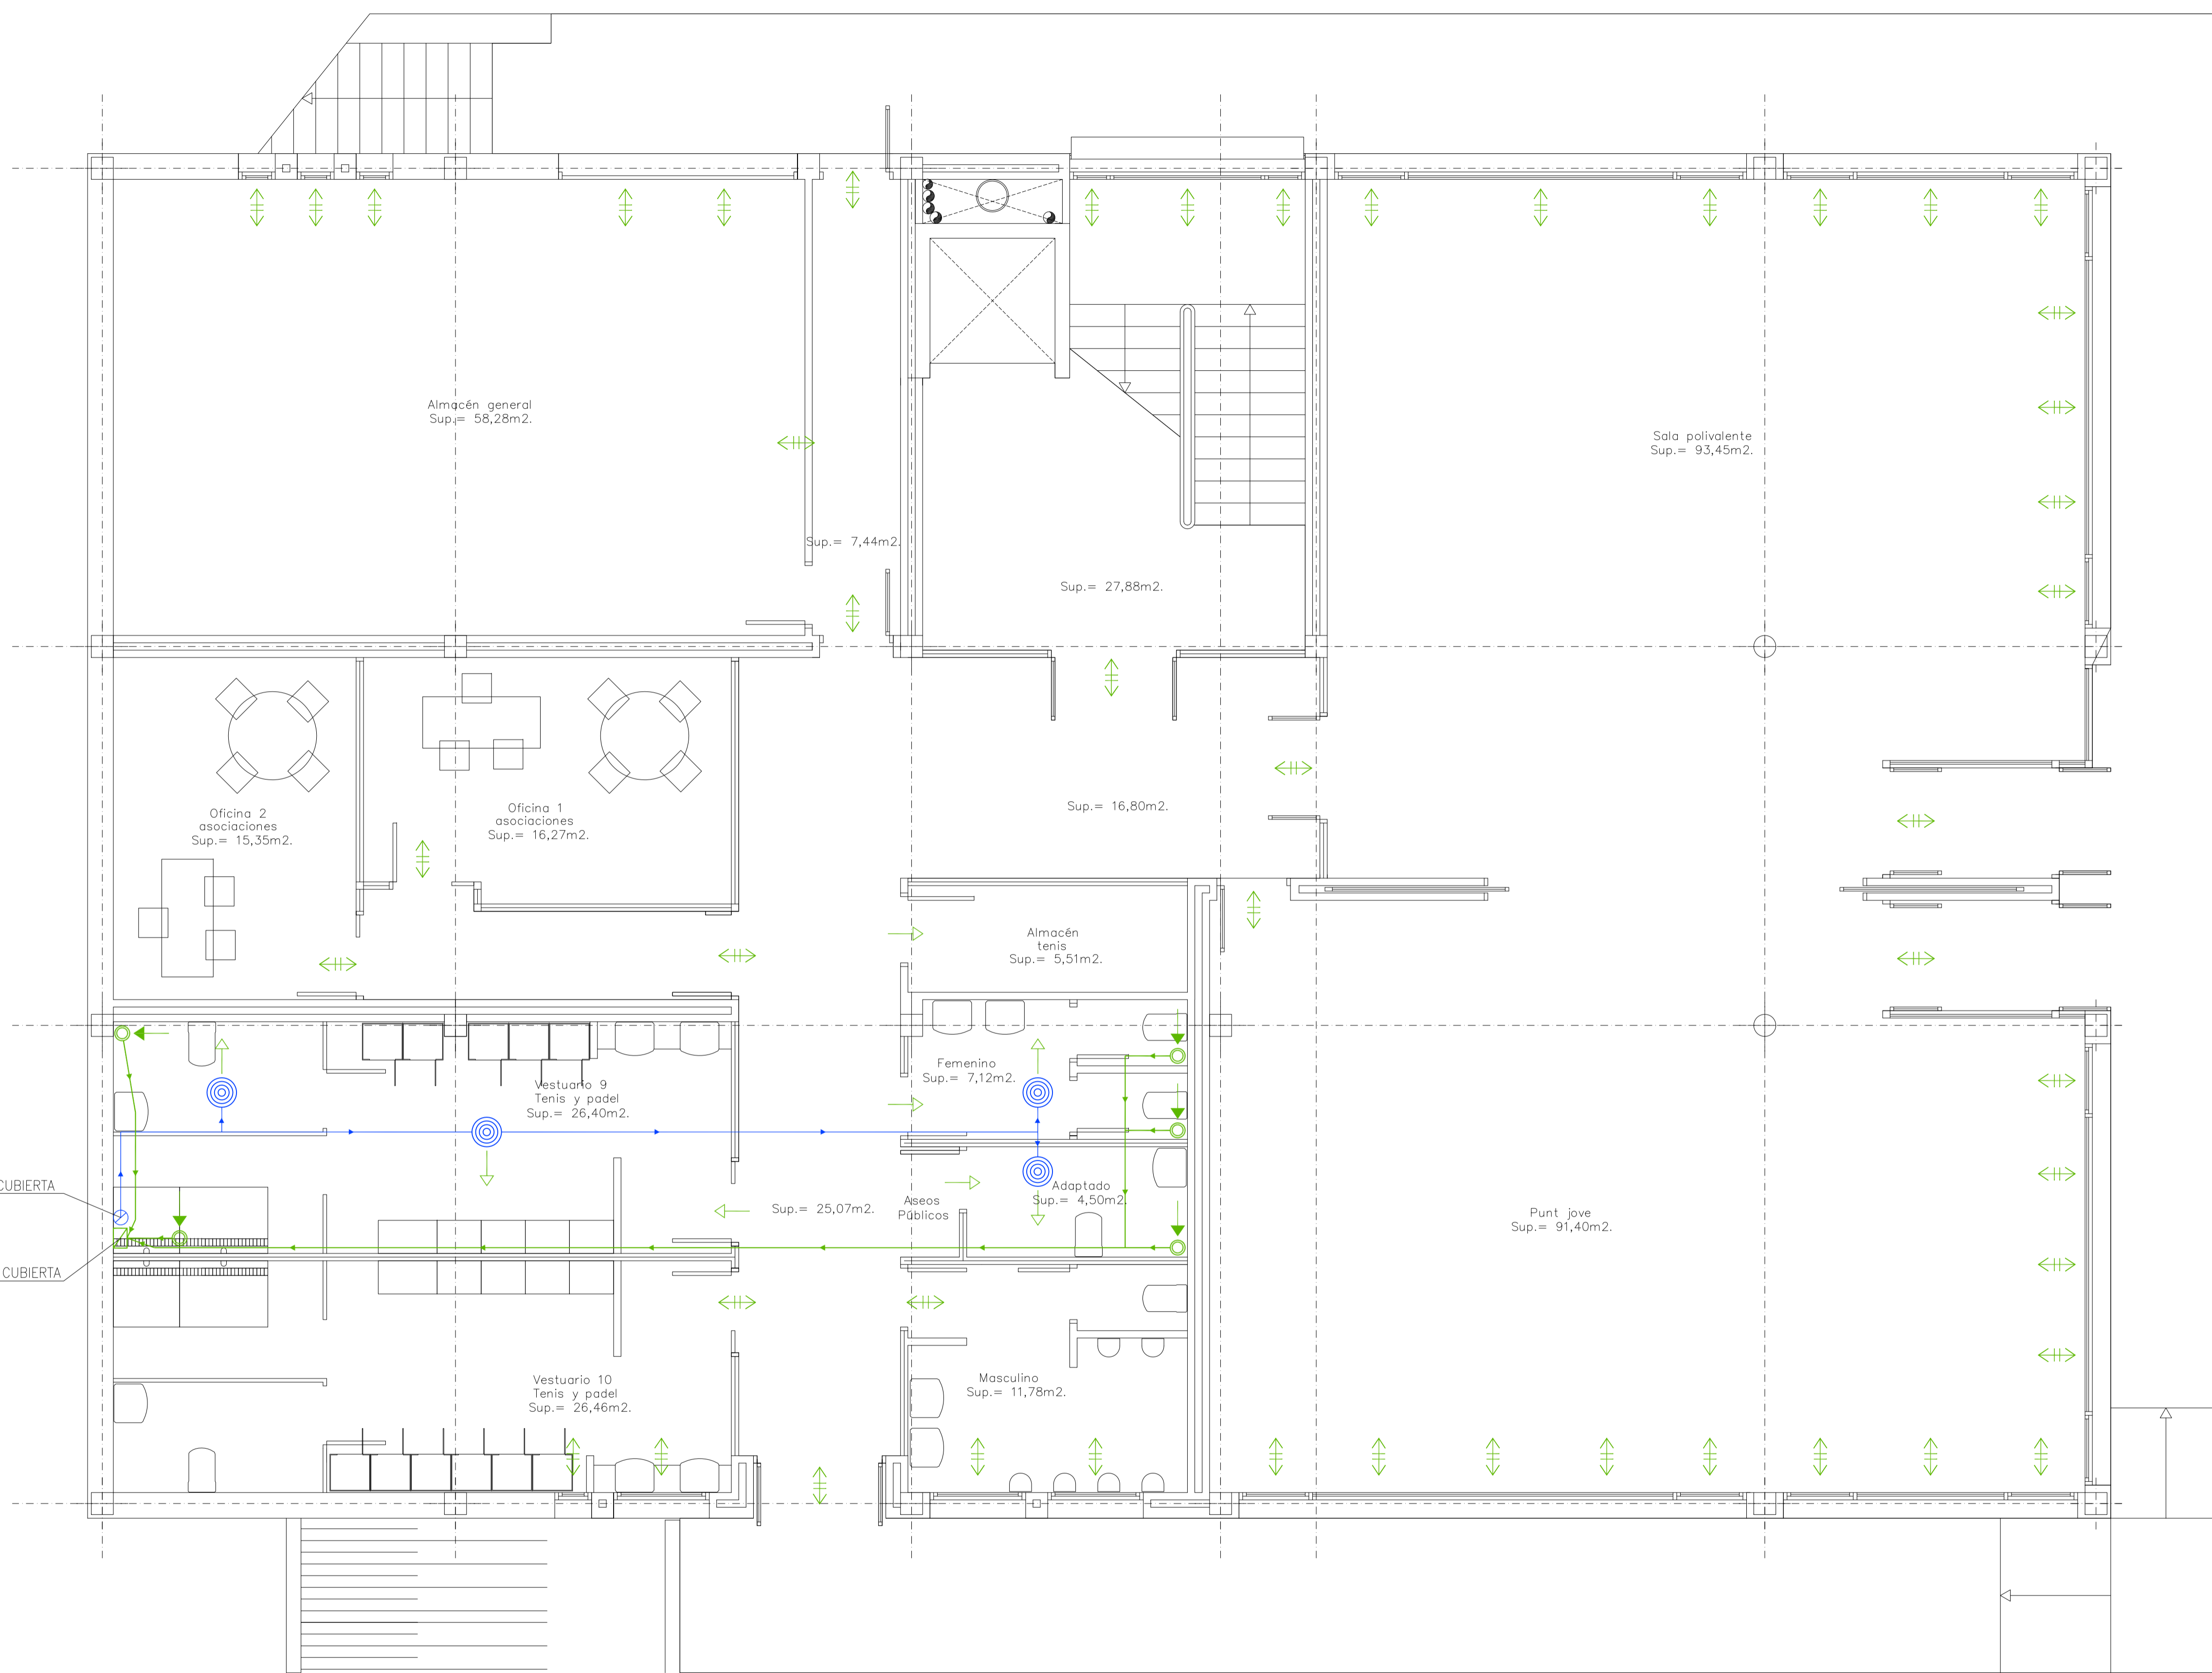 Almacén general
Sup.= 58,28m2.
Sala polivalente
Sup.= 93,45m2.
Sup.= 7,44m2.
Sup.= 27,88m2.
Oficina 2
asociaciones
Sup.= 15,35m2.
Oficina 1
asociaciones
Sup.= 16,27m2.
Sup.= 16,80m2.
Almacén
tenis
Sup.= 5,51m2.
Femenino
Sup.= 7,12m2.
Vestuario 9
Tenis y padel
Sup.= 26,40m2.
CUBIERTA
Adaptado
Sup.= 4,50m2.
Aseos
Públicos
Sup.= 25,07m2.
Punt jove
Sup.= 91,40m2.
CUBIERTA
Vestuario 10
Tenis y padel
Sup.= 26,46m2.
Masculino
Sup.= 11,78m2.